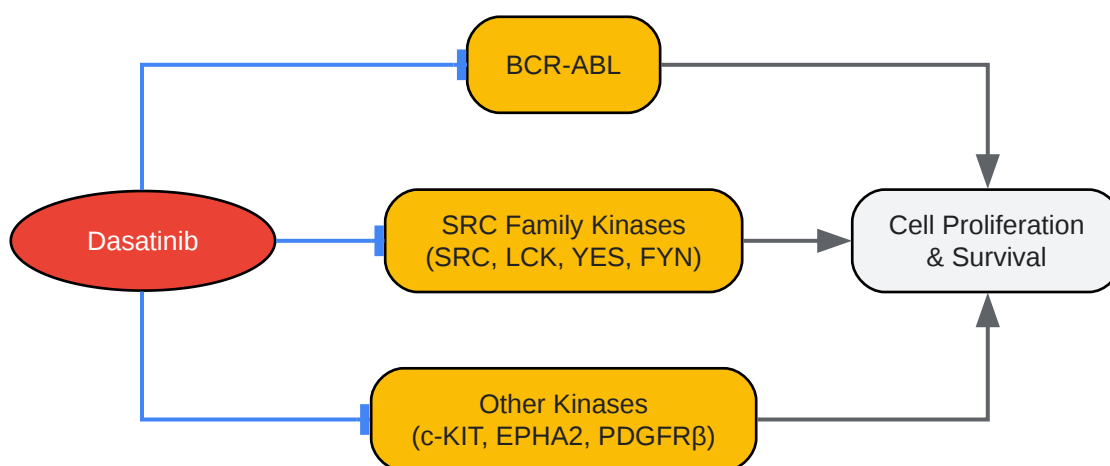 BCR-ABL
Dasatinib
SRC Family Kinases
(SRC, LCK, YES, FYN)
Cell Proliferation
& Survival
Other Kinases
(c-KIT, EPHA2, PDGFRβ)